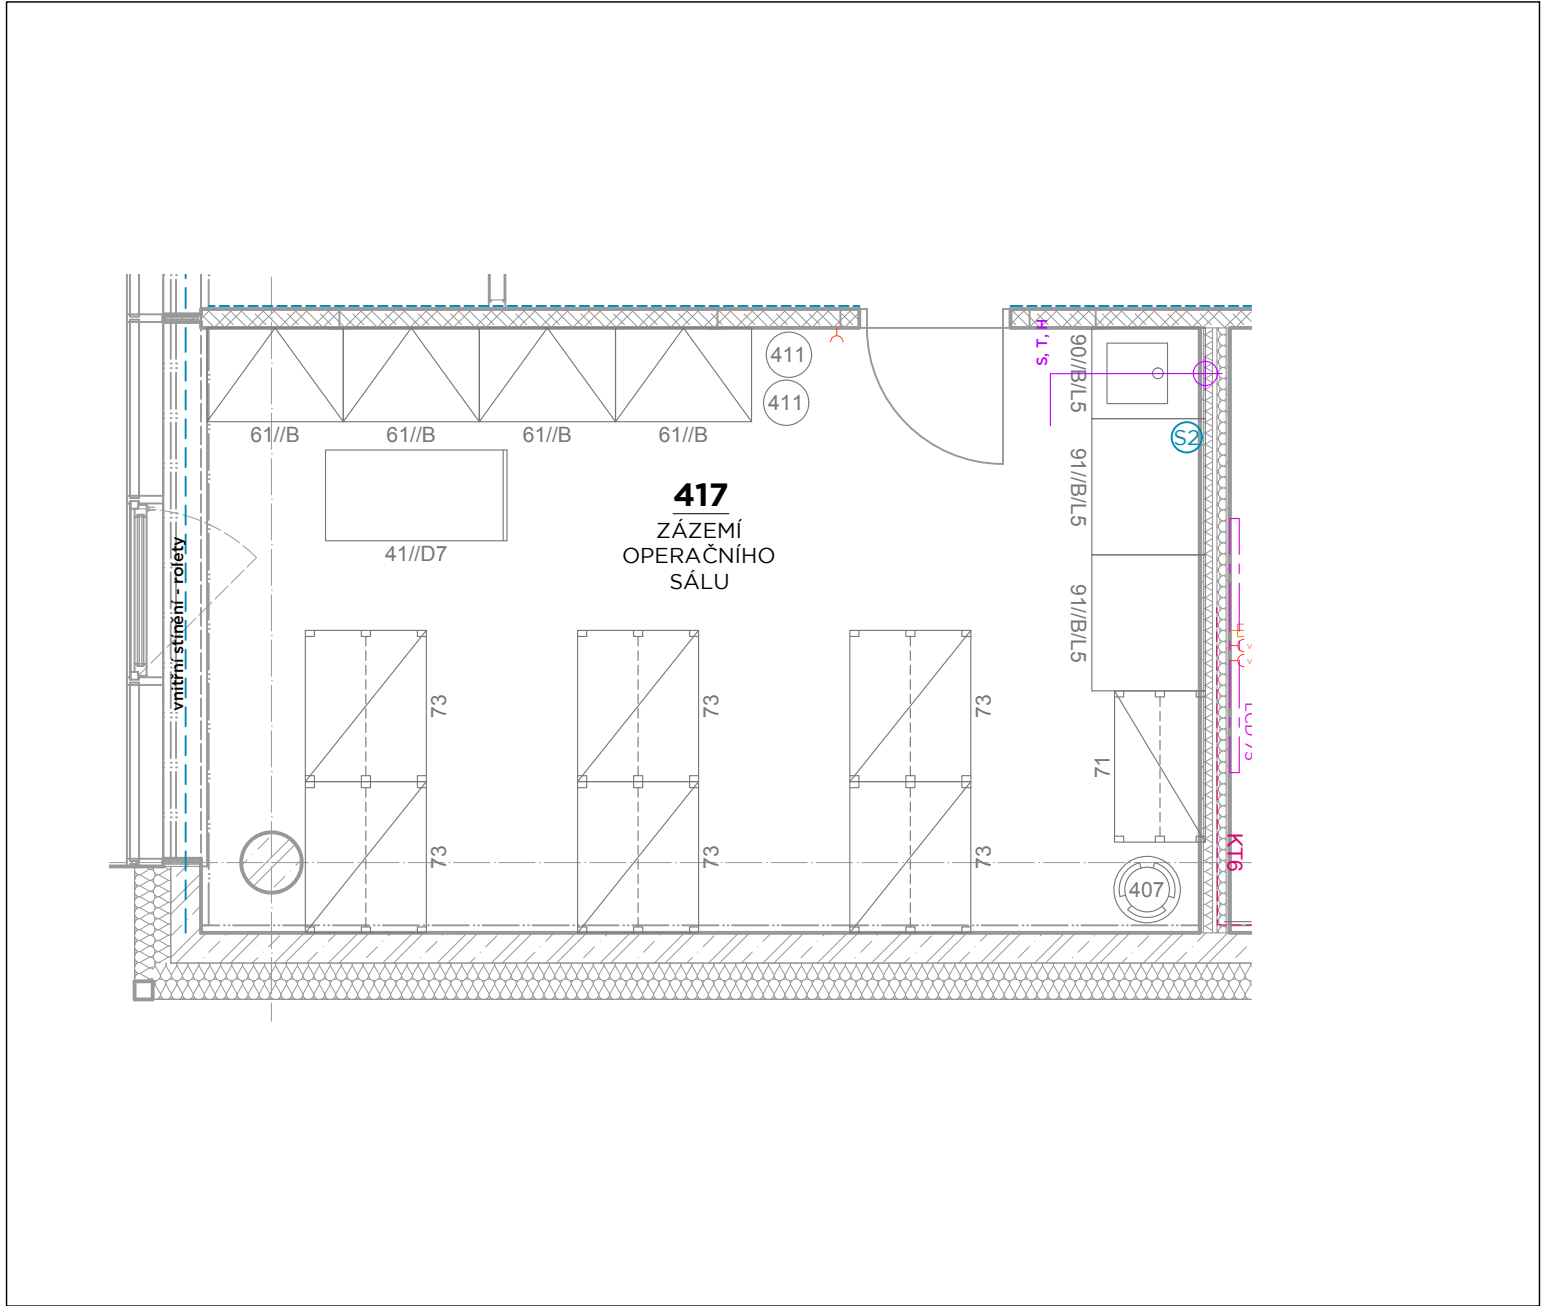 411
411
61//B
61//B
61//B
61//B
S, T, H
90//B/L5
S2
91//B/L5
41//D7
417
ZÁZEMÍ
OPERAČNÍHO
SÁLU
vnitřní stínění - rolety
91//B/L5
73
73
73
71
73
73
73
KT6
407